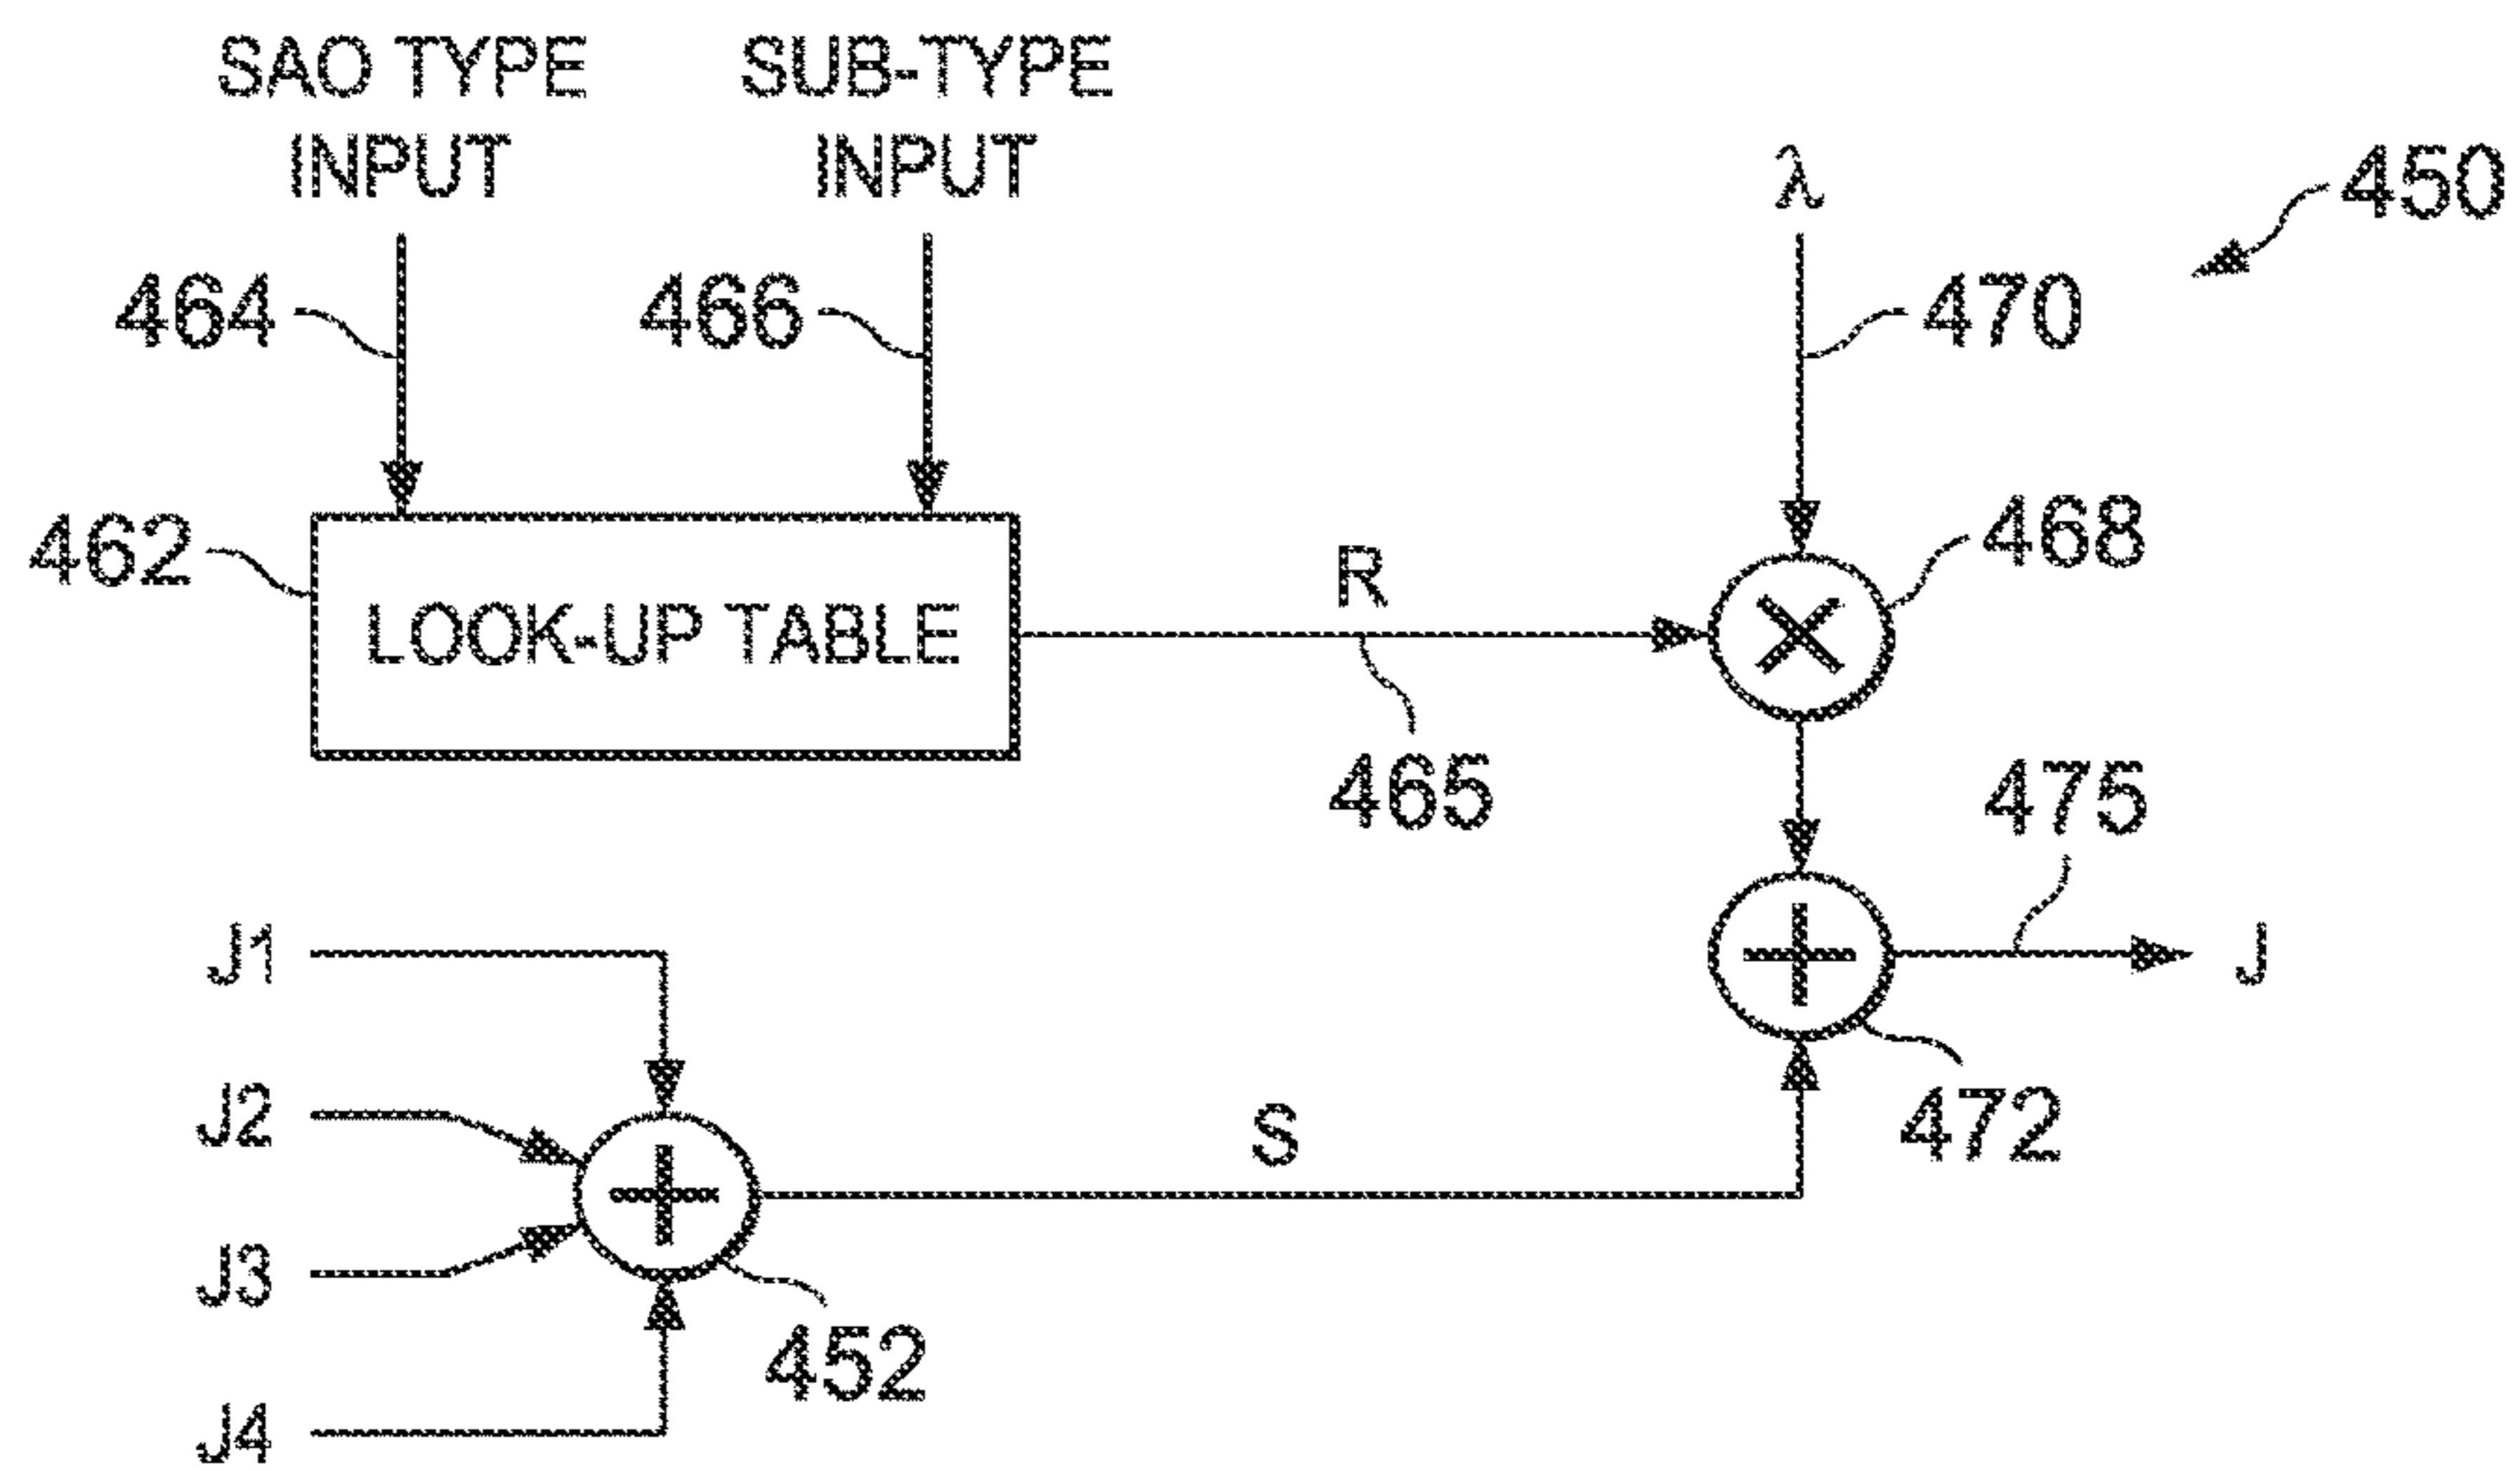 SAO TYPE
INPUT
SUB-TYPE
INPUT
λ
450
464
466
470
462
LOOK-UP TABLE
R
468
465
475
J1
J
J2
S
472
J3
452
J4